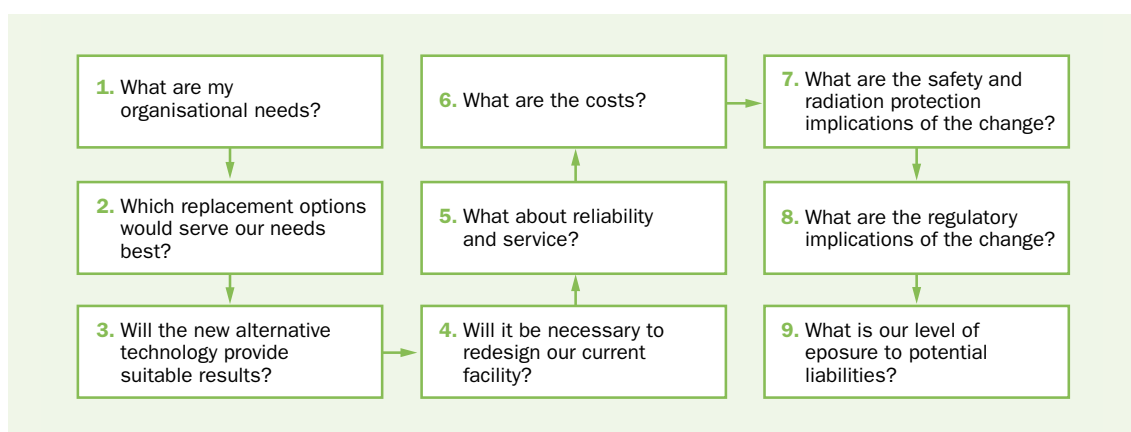 1. What are my
organisational needs?
2. Which replacement options
would serve our needs
best?
3. Will the new alternative
technology provide
suitable results?
4. Will it be necessary to
redesign our current
facility?
5. What about reliability
and service?
6. What are the costs?
7. What are the safety and
radiation protection
implications of the change?
8. What are the regulatory
implications of the change?
9. What is our level of
eposure to potential
liabilities?